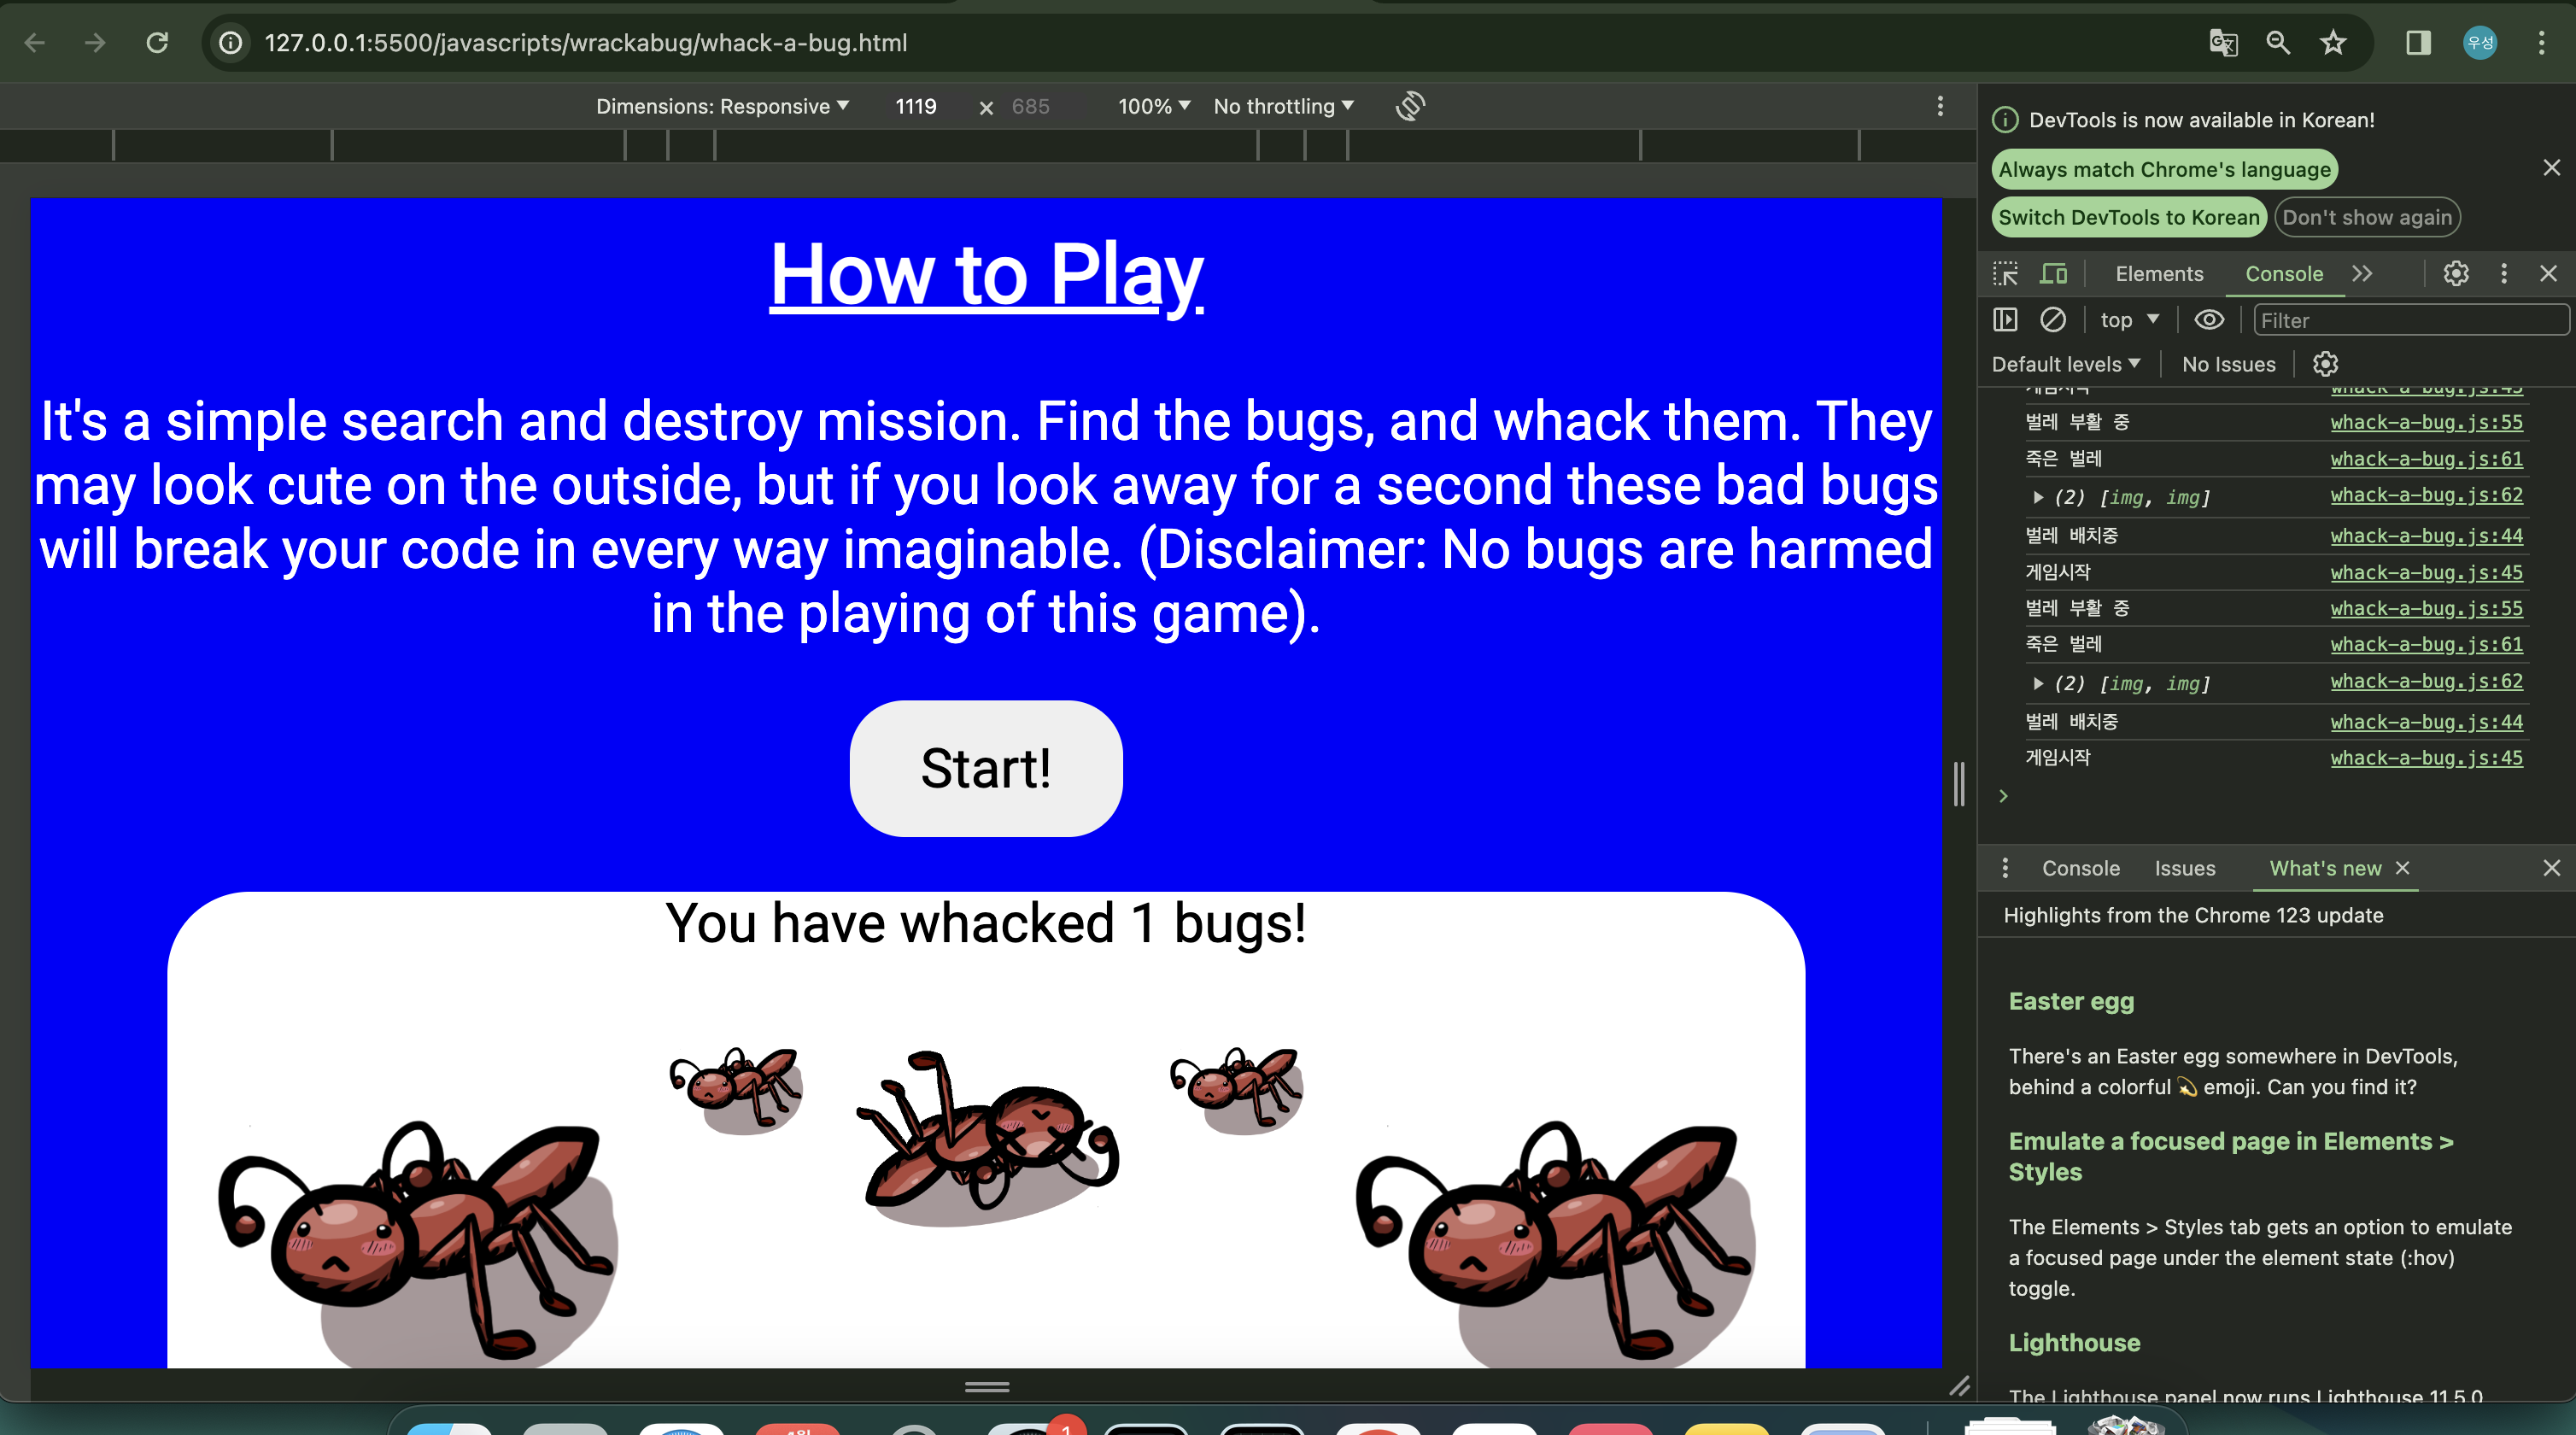 127.0.0.1:5500/javascripts/wrackabug/whack-a-bug.html
우성
Dimensions: Responsive 1119 × 685 100% No throttling
How to Play
It's a simple search and destroy mission. Find the bugs, and whack them. They
may look cute on the outside, but if you look away for a second these bad bugs
will break your code in every way imaginable. (Disclaimer: No bugs are harmed
in the playing of this game).
Start!
You have whacked 1 bugs!
DevTools is now available in Korean!
Always match Chrome's language
Switch DevTools to Korean Don't show again
Elements Console
top Filter
Default levels No Issues
게임시작 whack-a-bug.js:45
벌레 부활 중 whack-a-bug.js:55
죽은 벌레 whack-a-bug.js:61
(2) [img, img] whack-a-bug.js:62
벌레 배치중 whack-a-bug.js:44
게임시작 whack-a-bug.js:45
벌레 부활 중 whack-a-bug.js:55
죽은 벌레 whack-a-bug.js:61
(2) [img, img] whack-a-bug.js:62
벌레 배치중 whack-a-bug.js:44
게임시작 whack-a-bug.js:45
Console Issues What's new
Highlights from the Chrome 123 update
Easter egg
There's an Easter egg somewhere in DevTools,
behind a colorful 💫 emoji. Can you find it?
Emulate a focused page in Elements >
Styles
The Elements > Styles tab gets an option to emulate
a focused page under the element state (:hov)
toggle.
Lighthouse
The Lighthouse panel now runs Lighthouse 11.5.0
1